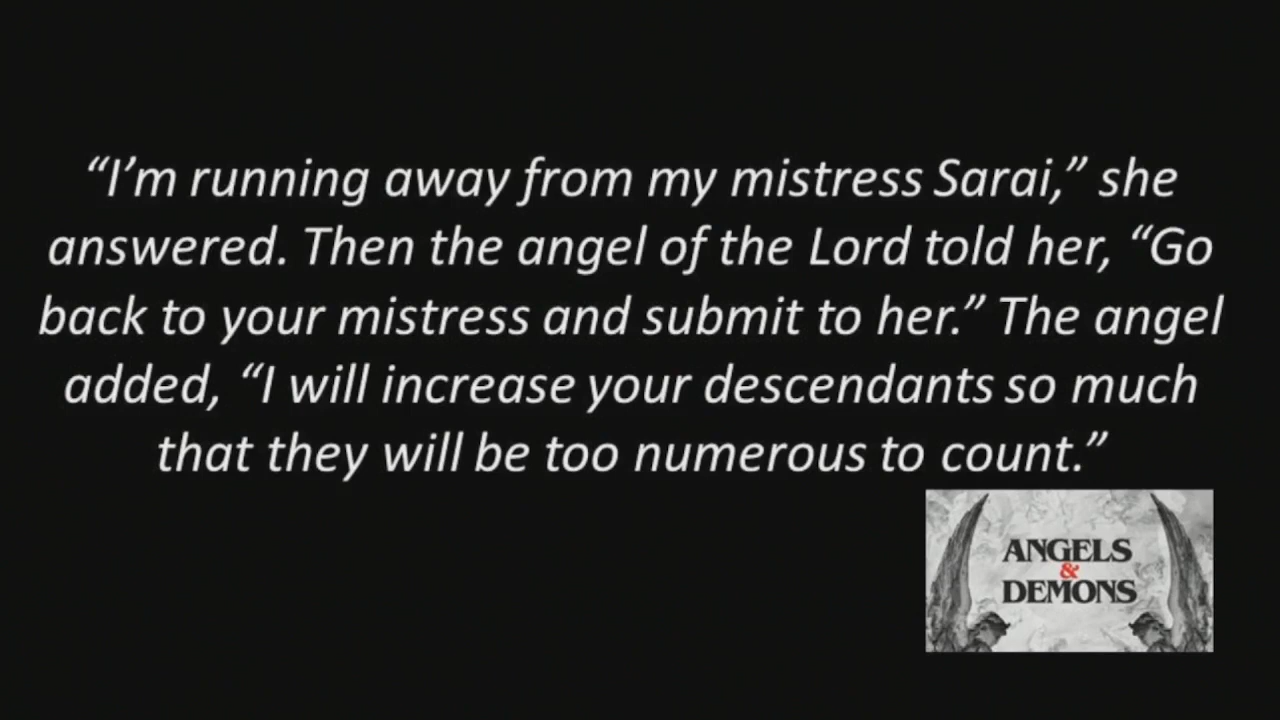 “I’m running away from my mistress Sarai,” she
answered. Then the angel of the Lord told her, “Go
back to your mistress and submit to her.” The angel
added, “I will increase your descendants so much
that they will be too numerous to count.”
ANGELS
&
DEMONS